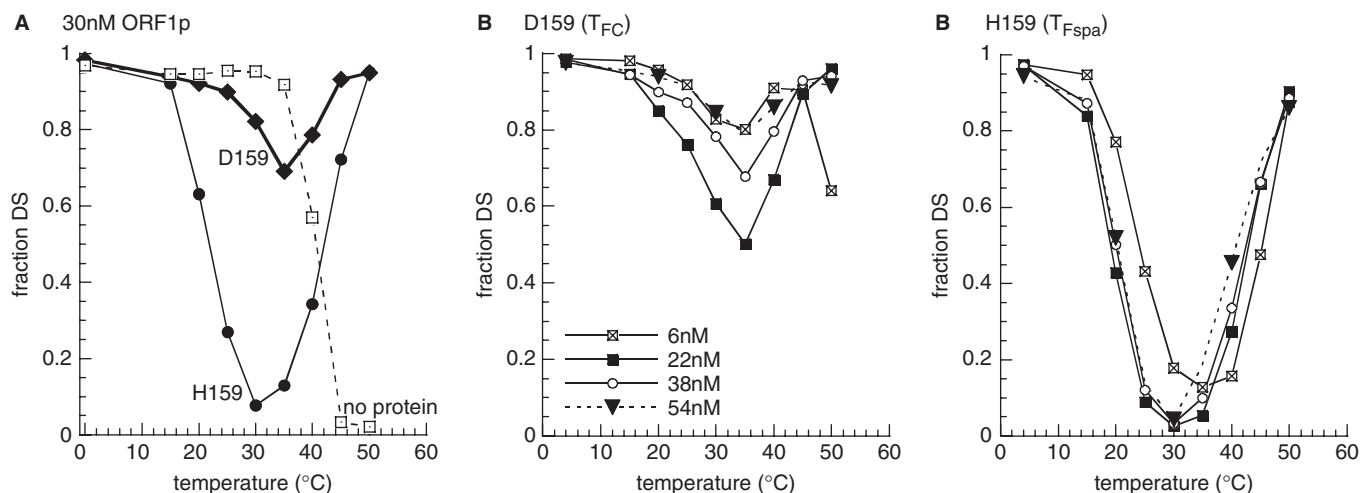 A 30nM ORF1p
1
0.8
0.6
0.4
0.2
0
fraction DS
D159
H159
no protein
0 10 20 30 40 50 60
temperature (°C)
B D159 (TFC)
1
0.8
0.6
0.4
0.2
0
fraction DS
6nM
22nM
38nM
54nM
0 10 20 30 40 50 60
temperature (°C)
B H159 (TFspa)
1
0.8
0.6
0.4
0.2
0
fraction DS
0 10 20 30 40 50 60
temperature (°C)